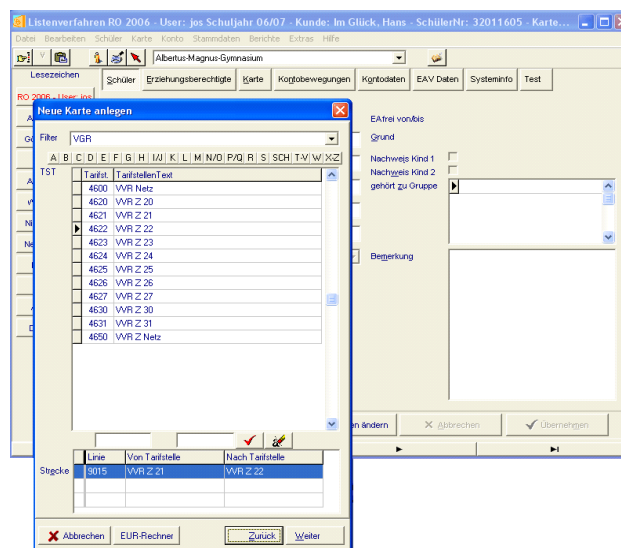 Listenverfahren RO 2006 - User: jos Schuljahr 06/07 - Kunde: Im Glück, Hans - SchülerNr: 32011605 - Karte...
Datei Bearbeiten Schüler Karte Konto Stammdaten Berichte Extras Hilfe
Albertus-Magnus-Gymnasium
Lesezeichen
Schüler Erziehungsberechtigte Karte Kontobewegungen Kontodaten EAV Daten Systeminfo Test
RO 2006 - User: jos
Neue Karte anlegen
EAfrei von/bis
Filter VGR
Grund
A B C D E F G H I/J K L M N/O P/Q R S SCH T-V W X-Z
Nachweis Kind 1
TST
Tarifst. TarifstellenText
Nachweis Kind 2
4600 VVR Netz
gehört zu Gruppe
4620 VVR Z 20
4621 VVR Z 21
4622 VVR Z 22
4623 VVR Z 23
4624 VVR Z 24
Bemerkung
4625 VVR Z 25
4626 VVR Z 26
4627 VVR Z 27
4630 VVR Z 30
4631 VVR Z 31
4650 VVR Z Netz
en ändern Abbrechen Übernehmen
Linie Von Tarifstelle Nach Tarifstelle
Strecke 9015 VVR Z 21 VVR Z 22
Abbrechen EUR-Rechner Zurück Weiter